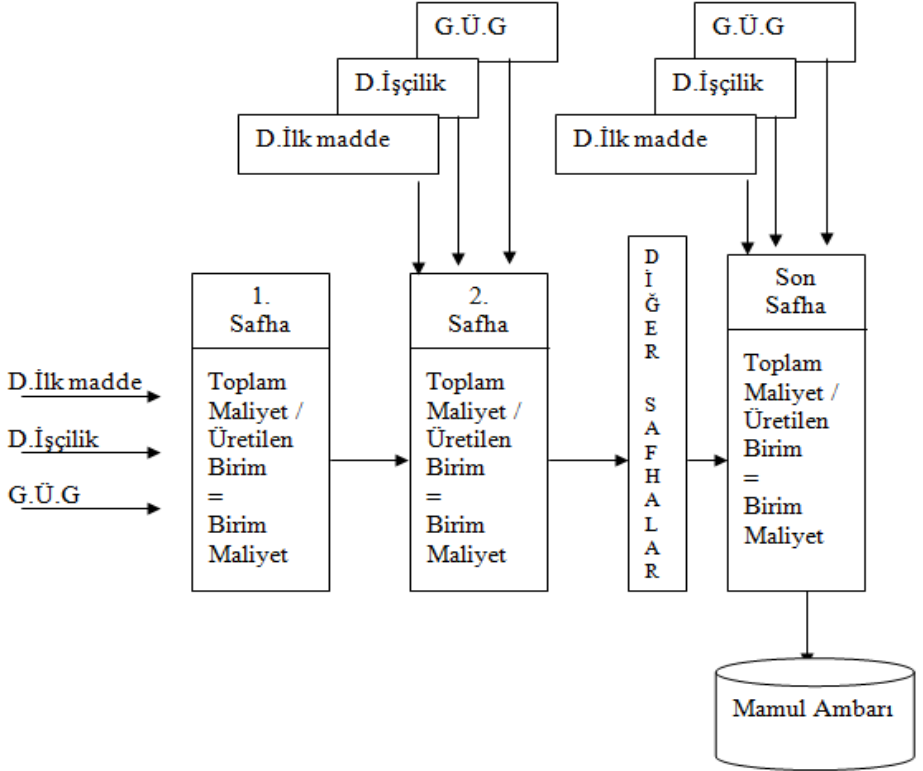 G.Ü.G
D.İşçilik
D.İlk madde
G.Ü.G
D.İşçilik
D.İlk madde
D.İlk madde
D.İşçilik
G.Ü.G
1.
Safha
Toplam
Maliyet /
Üretilen
Birim
=
Birim
Maliyet
2.
Safha
Toplam
Maliyet /
Üretilen
Birim
=
Birim
Maliyet
DİĞER
SAFHALAR
Son
Safha
Toplam
Maliyet /
Üretilen
Birim
=
Birim
Maliyet
Mamul Ambarı